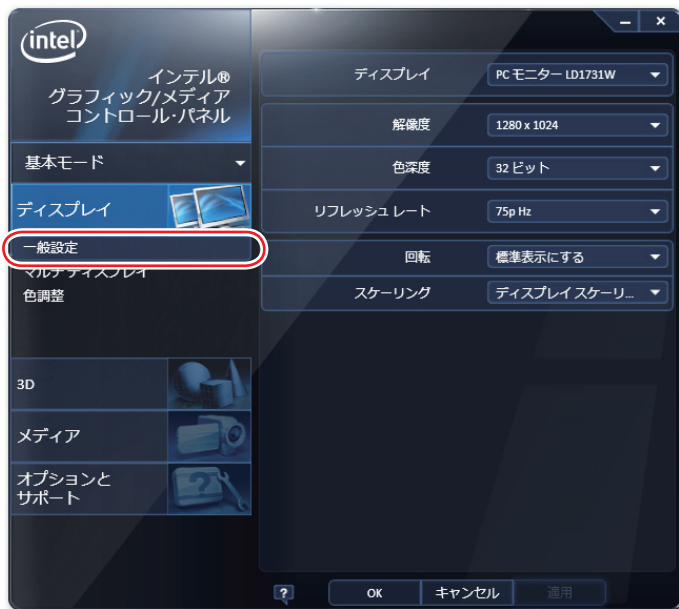 intel
インテル®
グラフィック/メディア
コントロール･パネル
基本モード
ディスプレイ
一般設定
マルチディスプレイ
色調整
3D
メディア
オプションと
サポート
ディスプレイ PC モニター LD1731W
解像度 1280 x 1024
色深度 32 ビット
リフレッシュ レート 75p Hz
回転 標準表示にする
スケーリング ディスプレイ スケーリ...
? OK キャンセル 適用